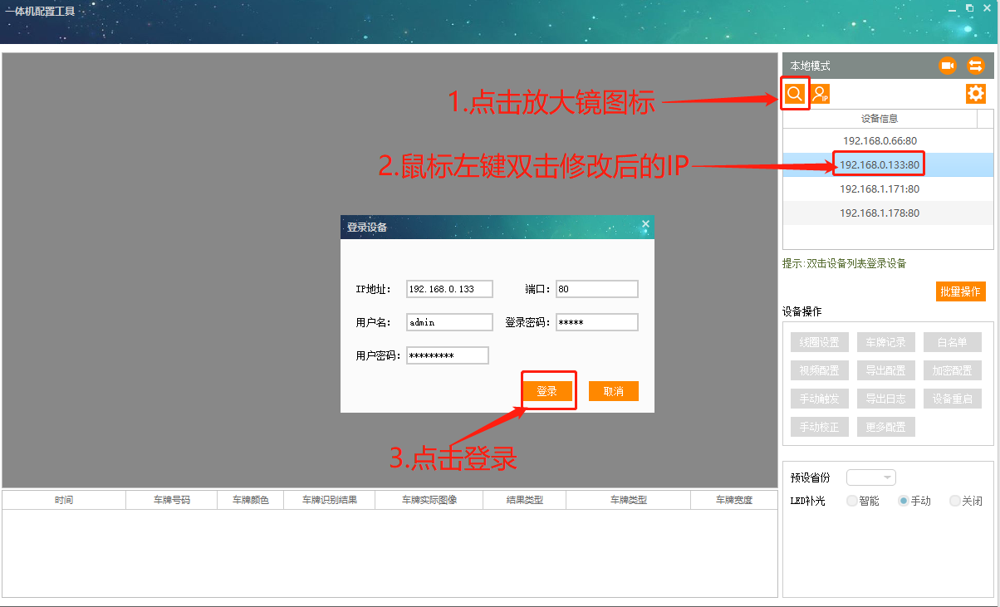 一体机配置工具
本地模式
1.点击放大镜图标
IP
设备信息
192.168.0.66:80
2.鼠标左键双击修改后的IP
192.168.0.133:80
192.168.1.171:80
192.168.1.178:80
登录设备
提示:双击设备列表登录设备
IP地址： 192.168.0.133 端口： 80
批量操作
用户名： admin 登录密码： *****
设备操作
用户密码： *********
线圈设置 车牌记录 白名单
视频配置 导出配置 加密配置
登录 取消
手动触发 导出日志 设备重启
手动校正 更多配置
3.点击登录
预设省份
LED补光 智能 手动 关闭
时间 车牌号码 车牌颜色 车牌识别结果 车牌实际图像 结果类型 车牌类型 车牌宽度